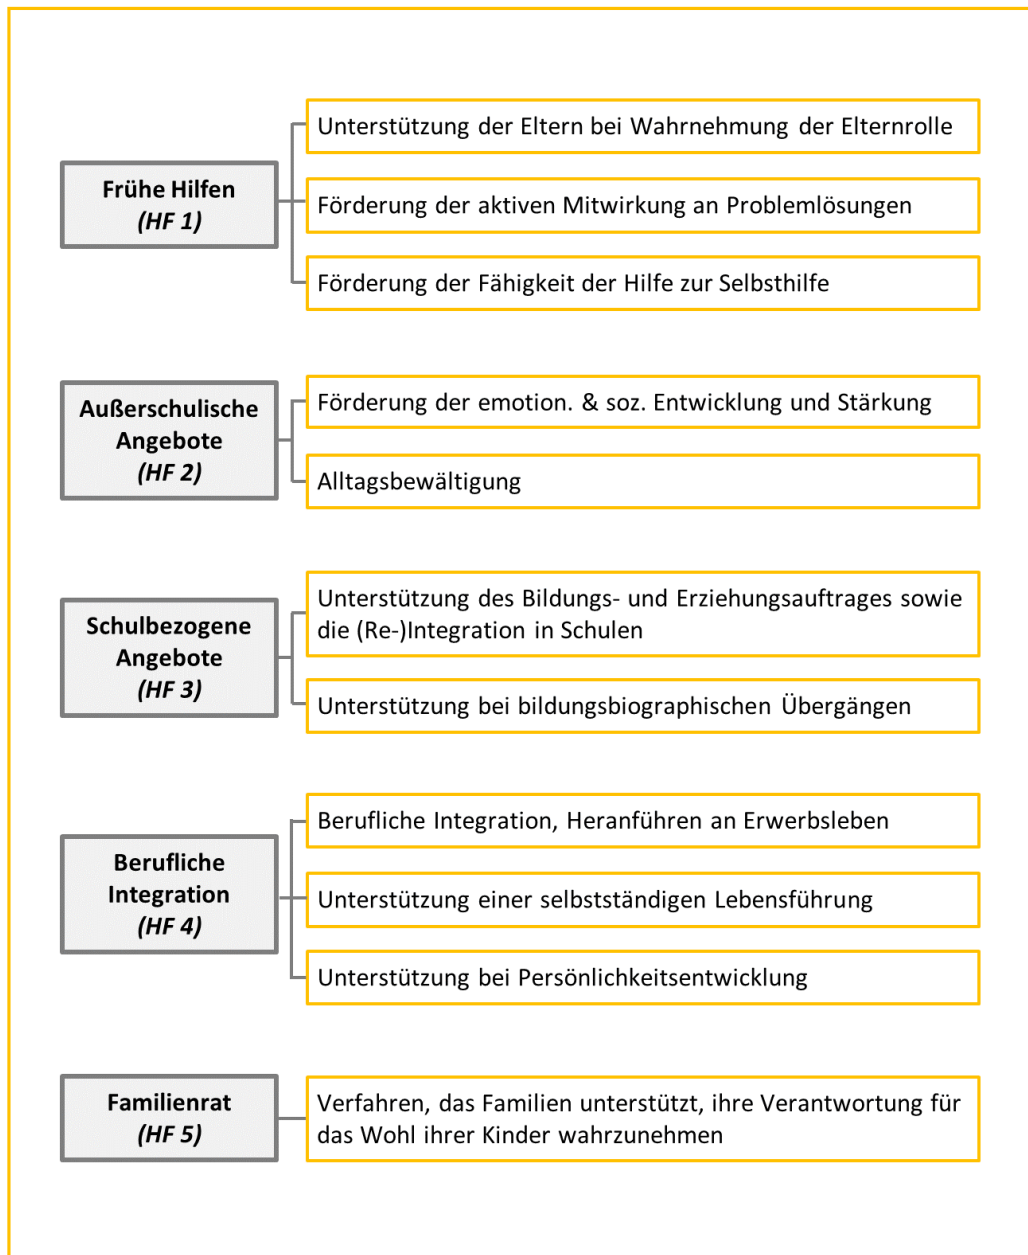 Frühe Hilfen
(HF 1)
Unterstützung der Eltern bei Wahrnehmung der Elternrolle
Förderung der aktiven Mitwirkung an Problemlösungen
Förderung der Fähigkeit der Hilfe zur Selbsthilfe
Außerschulische
Angebote
(HF 2)
Förderung der emotion. & soz. Entwicklung und Stärkung
Alltagsbewältigung
Schulbezogene
Angebote
(HF 3)
Unterstützung des Bildungs- und Erziehungsauftrages sowie
die (Re-)Integration in Schulen
Unterstützung bei bildungsbiographischen Übergängen
Berufliche
Integration
(HF 4)
Berufliche Integration, Heranführen an Erwerbsleben
Unterstützung einer selbstständigen Lebensführung
Unterstützung bei Persönlichkeitsentwicklung
Familienrat
(HF 5)
Verfahren, das Familien unterstützt, ihre Verantwortung für
das Wohl ihrer Kinder wahrzunehmen